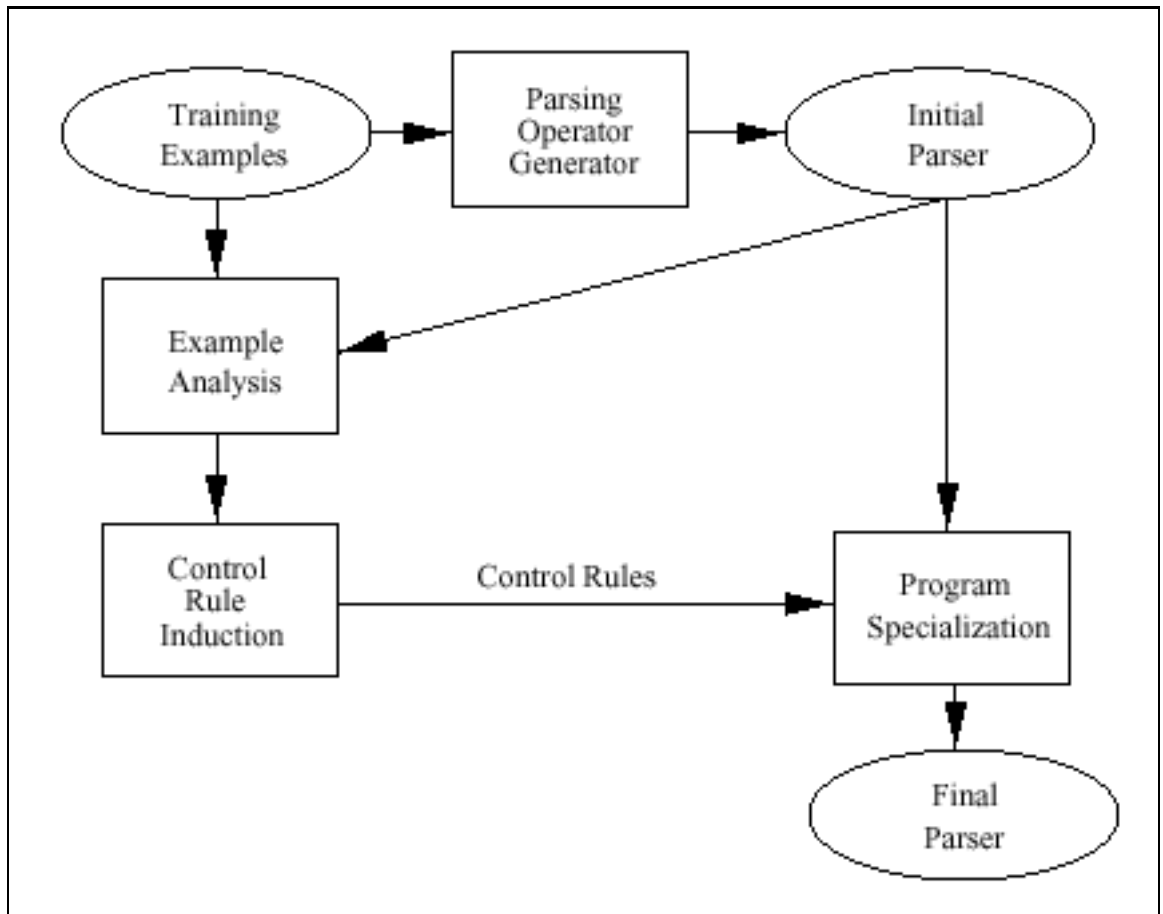 Training
Examples
Parsing
Operator
Generator
Initial
Parser
Example
Analysis
Control
Rule
Induction
Control Rules
Program
Specialization
Final
Parser